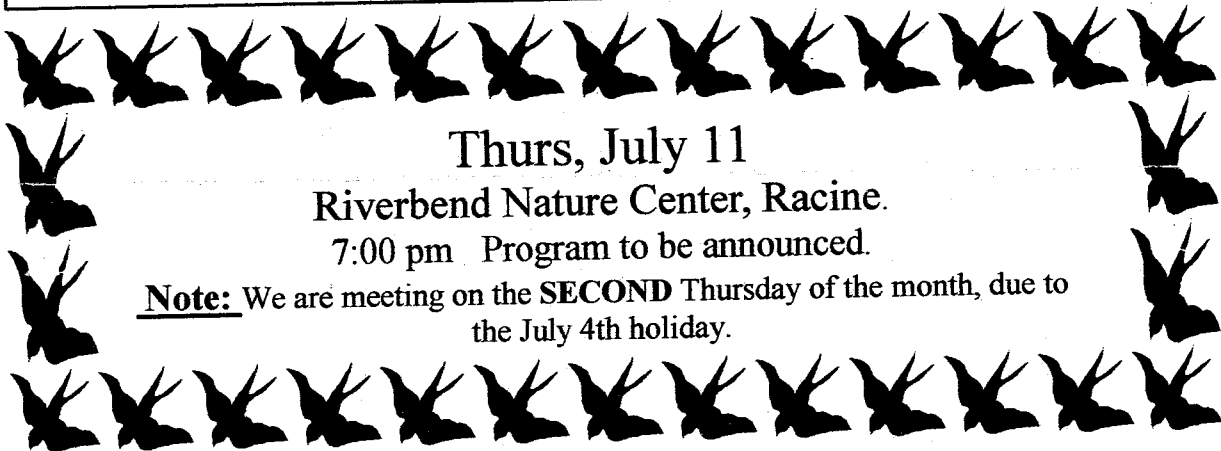 Thurs, July 11
Riverbend Nature Center, Racine.
7:00 pm Program to be announced.
Note: We are meeting on the SECOND Thursday of the month, due to
the July 4th holiday.